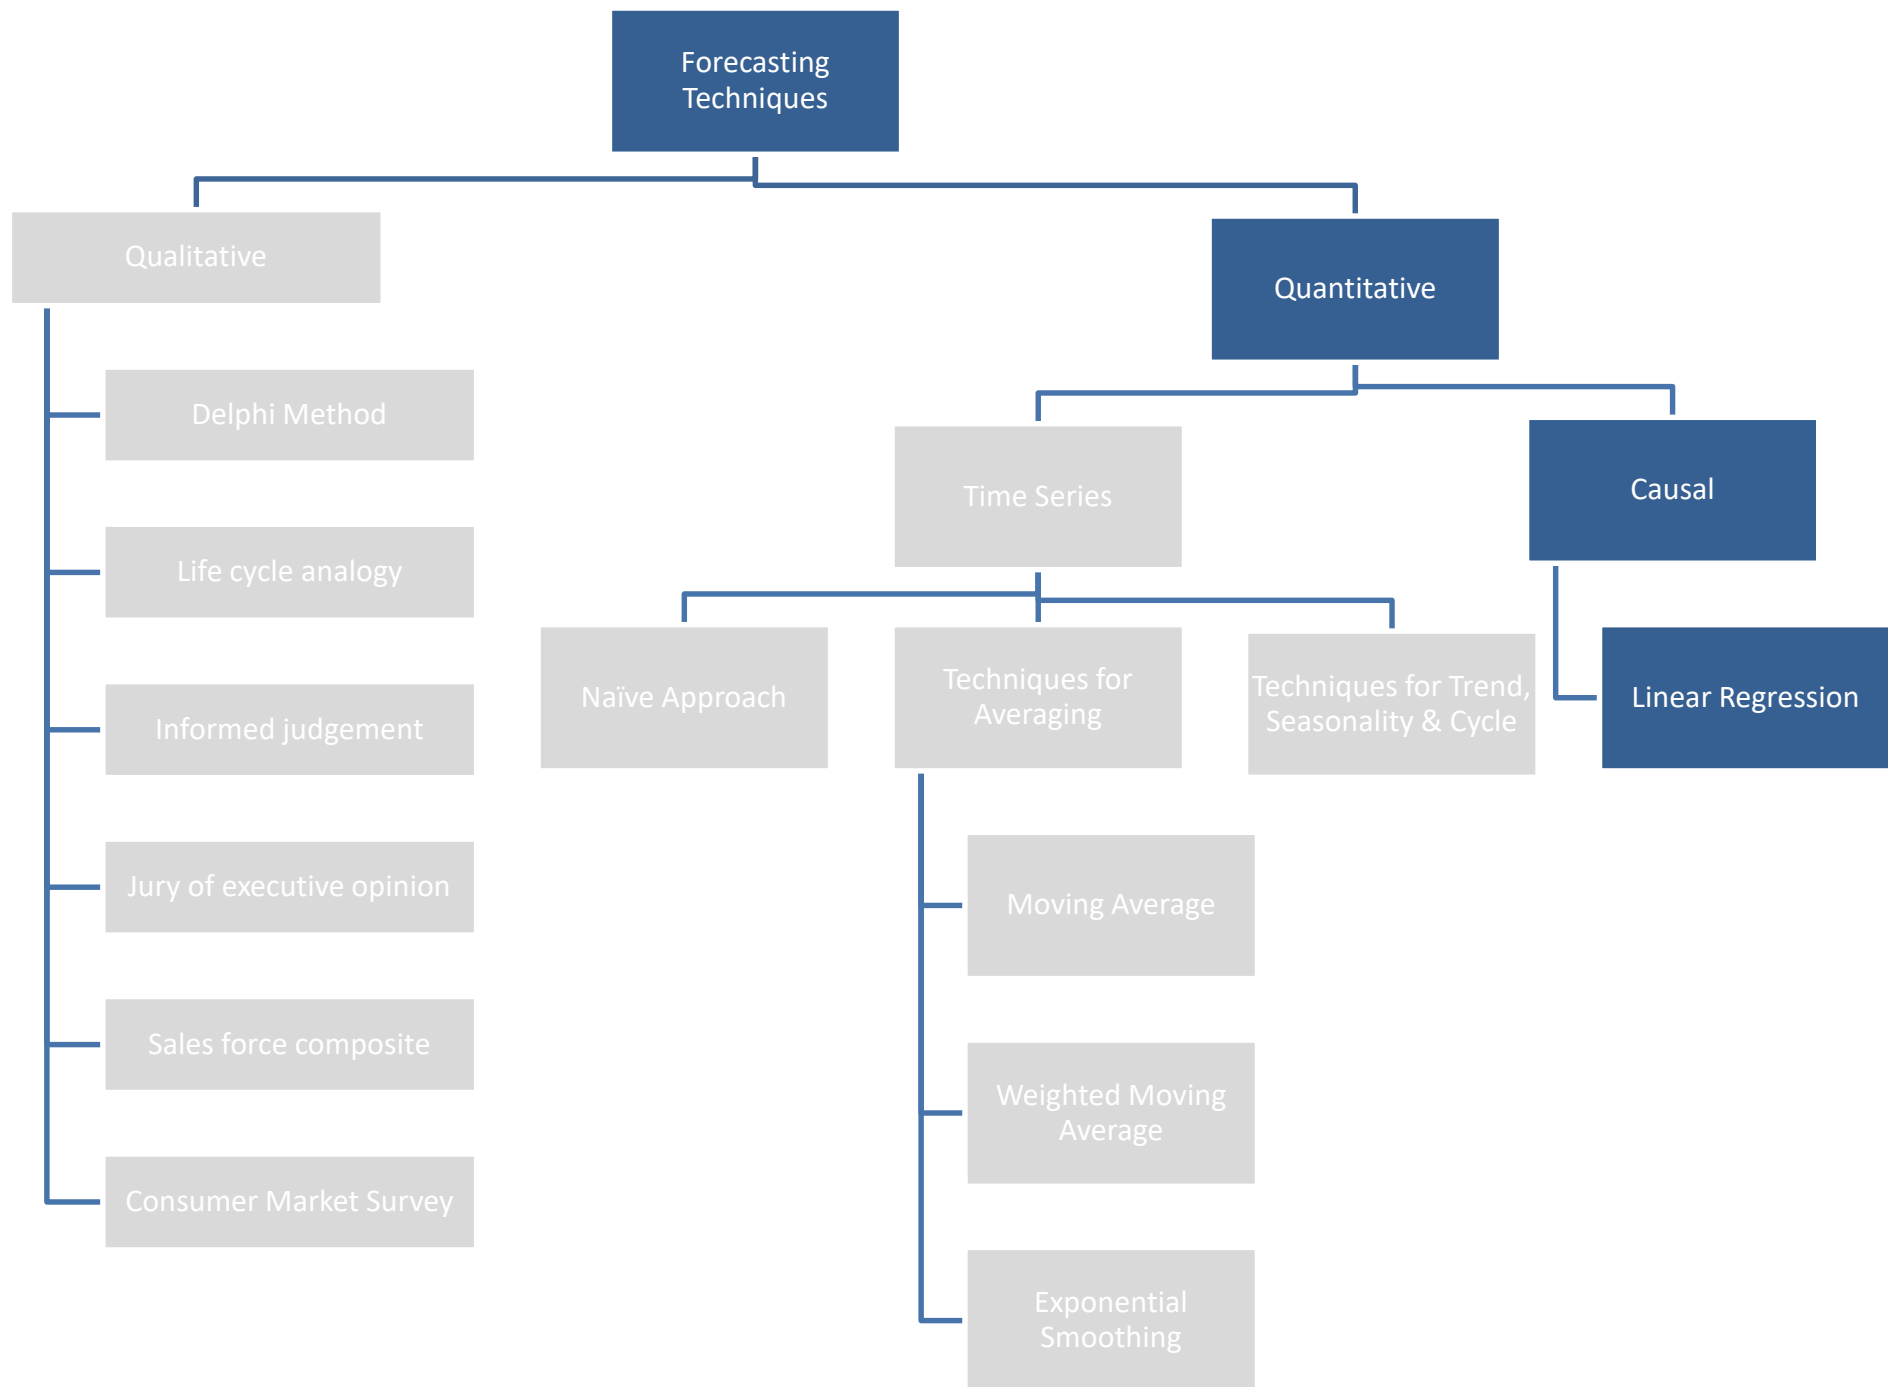 Forecasting
Techniques
Qualitative
Quantitative
Delphi Method
Life cycle analogy
Informed judgement
Jury of executive opinion
Sales force composite
Consumer Market Survey
Time Series
Causal
Naïve Approach
Techniques for
Averaging
Techniques for Trend,
Seasonality & Cycle
Linear Regression
Moving Average
Weighted Moving
Average
Exponential
Smoothing